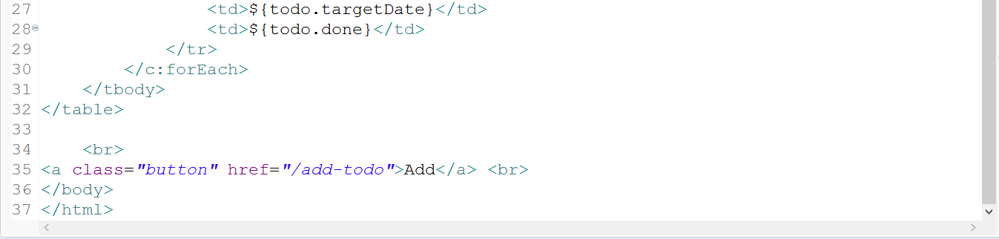 27                 <td>${todo.targetDate}</td>
28                 <td>${todo.done}</td>
29             </tr>
30         </c:forEach>
31     </tbody>
32 </table>
33
34     <br>
35 <a class="button" href="/add-todo">Add</a> <br>
36 </body>
37 </html>